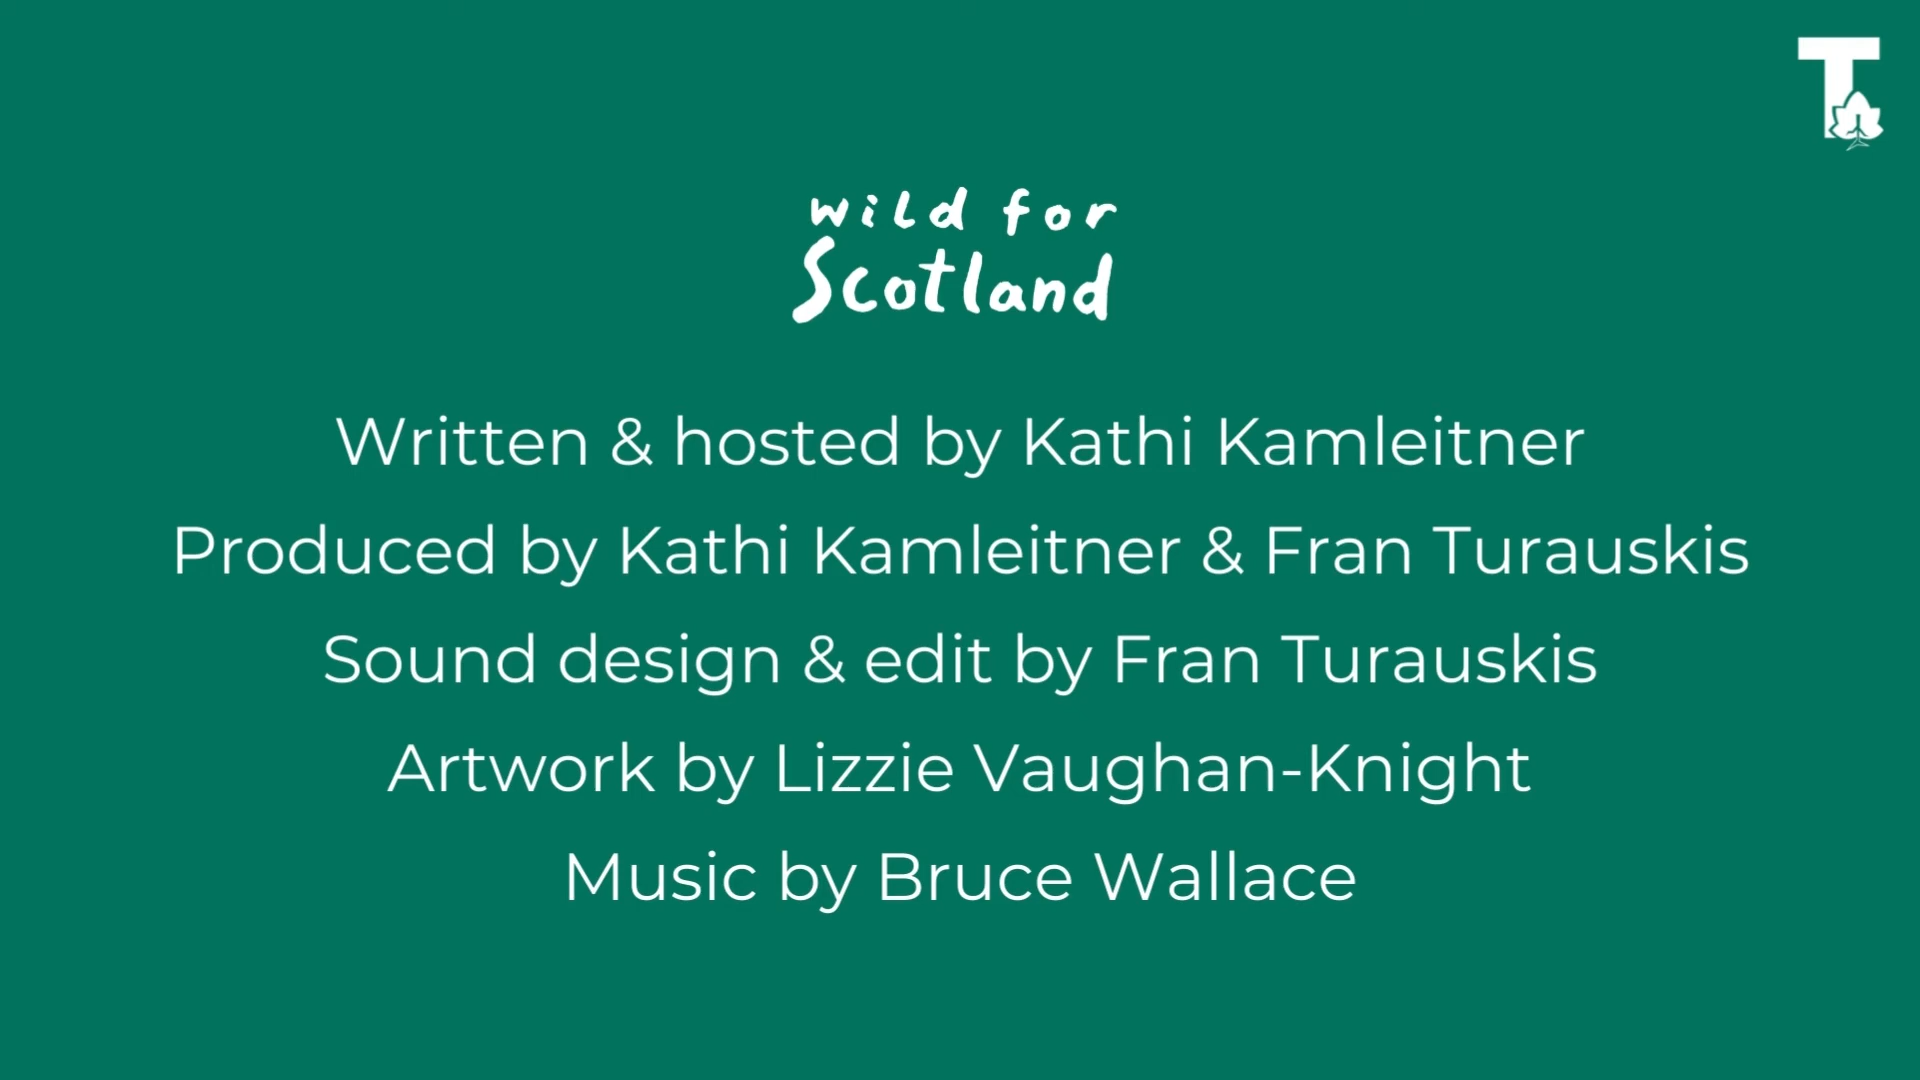 T
wild for
Scotland
Written & hosted by Kathi Kamleitner
Produced by Kathi Kamleitner & Fran Turauskis
Sound design & edit by Fran Turauskis
Artwork by Lizzie Vaughan-Knight
Music by Bruce Wallace